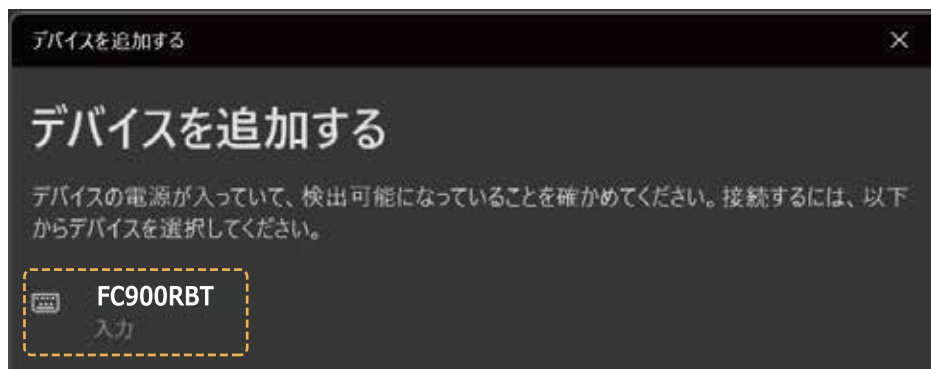 デバイスを追加する
デバイスを追加する
デバイスの電源が入っていて、検出可能になっていることを確かめてください。接続するには、以下
からデバイスを選択してください。
FC900RBT
入力